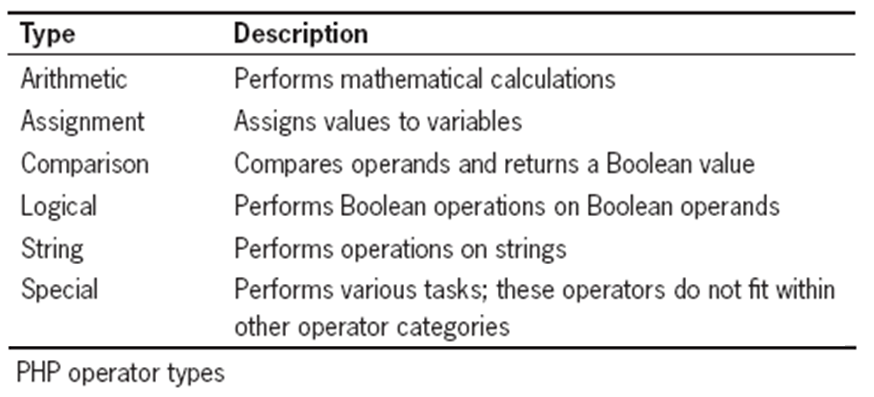 Type Description
Arithmetic Performs mathematical calculations
Assignment Assigns values to variables
Comparison Compares operands and returns a Boolean value
Logical Performs Boolean operations on Boolean operands
String Performs operations on strings
Special Performs various tasks; these operators do not fit within
other operator categories
PHP operator types